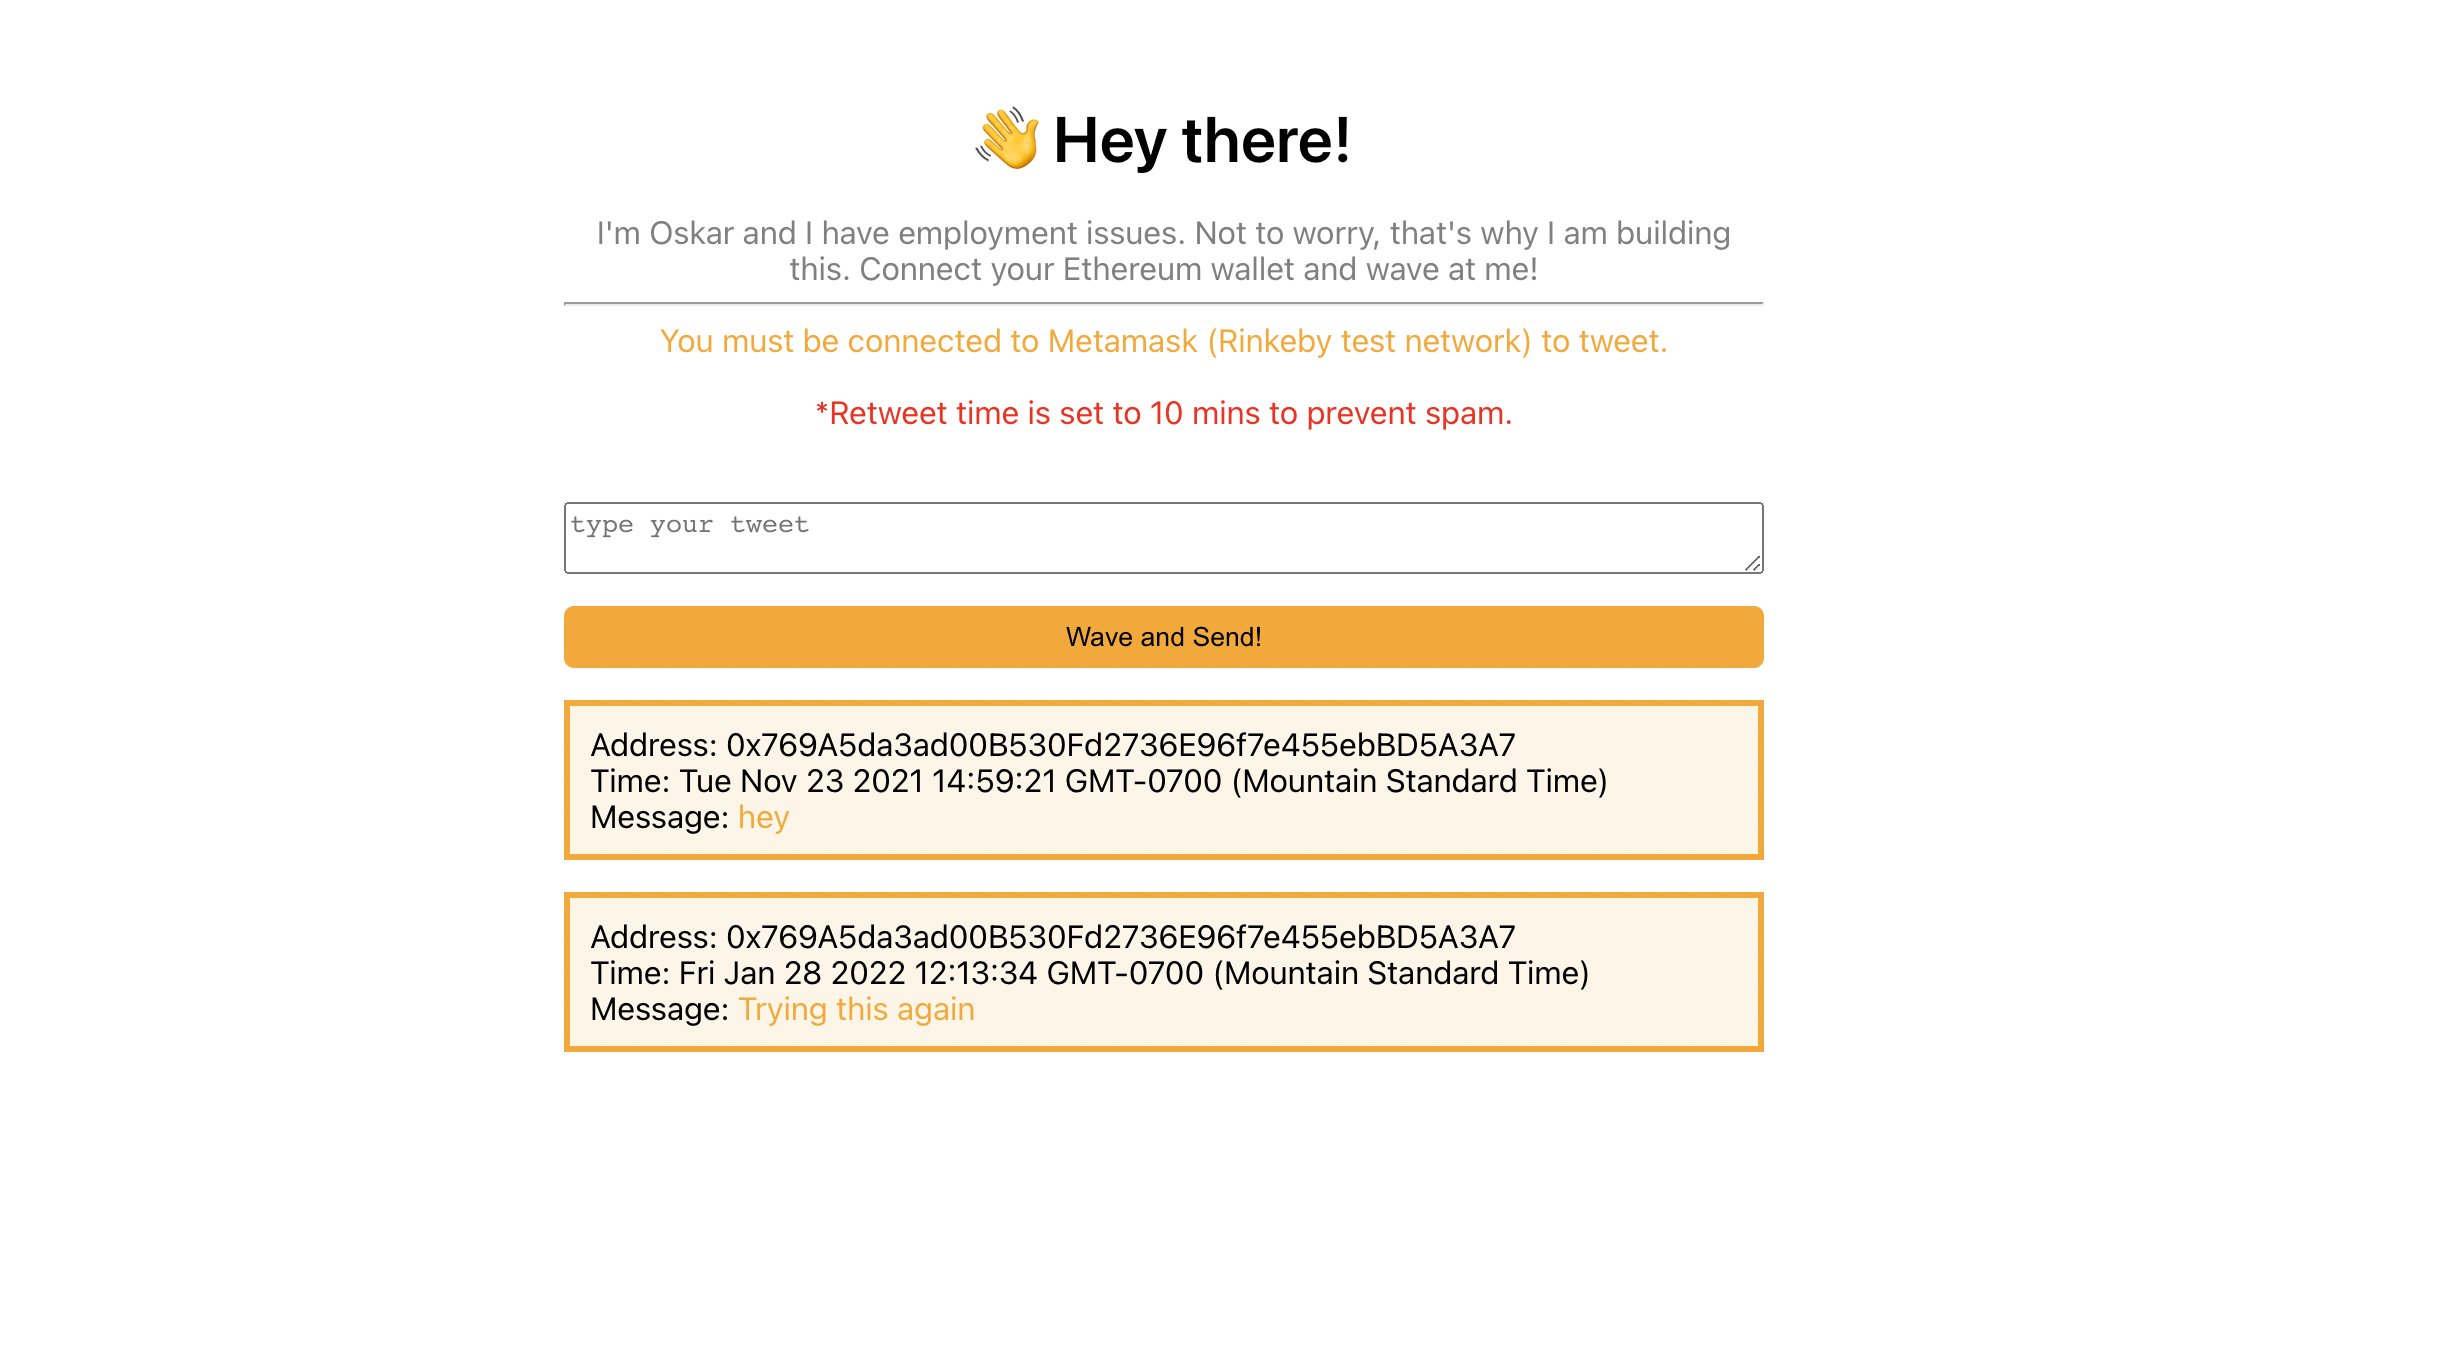 👋 Hey there!
I'm Oskar and I have employment issues. Not to worry, that's why I am building
this. Connect your Ethereum wallet and wave at me!
You must be connected to Metamask (Rinkeby test network) to tweet.
*Retweet time is set to 10 mins to prevent spam.
type your tweet
Wave and Send!
Address: 0x769A5da3ad00B530Fd2736E96f7e455ebBD5A3A7
Time: Tue Nov 23 2021 14:59:21 GMT-0700 (Mountain Standard Time)
Message: hey
Address: 0x769A5da3ad00B530Fd2736E96f7e455ebBD5A3A7
Time: Fri Jan 28 2022 12:13:34 GMT-0700 (Mountain Standard Time)
Message: Trying this again